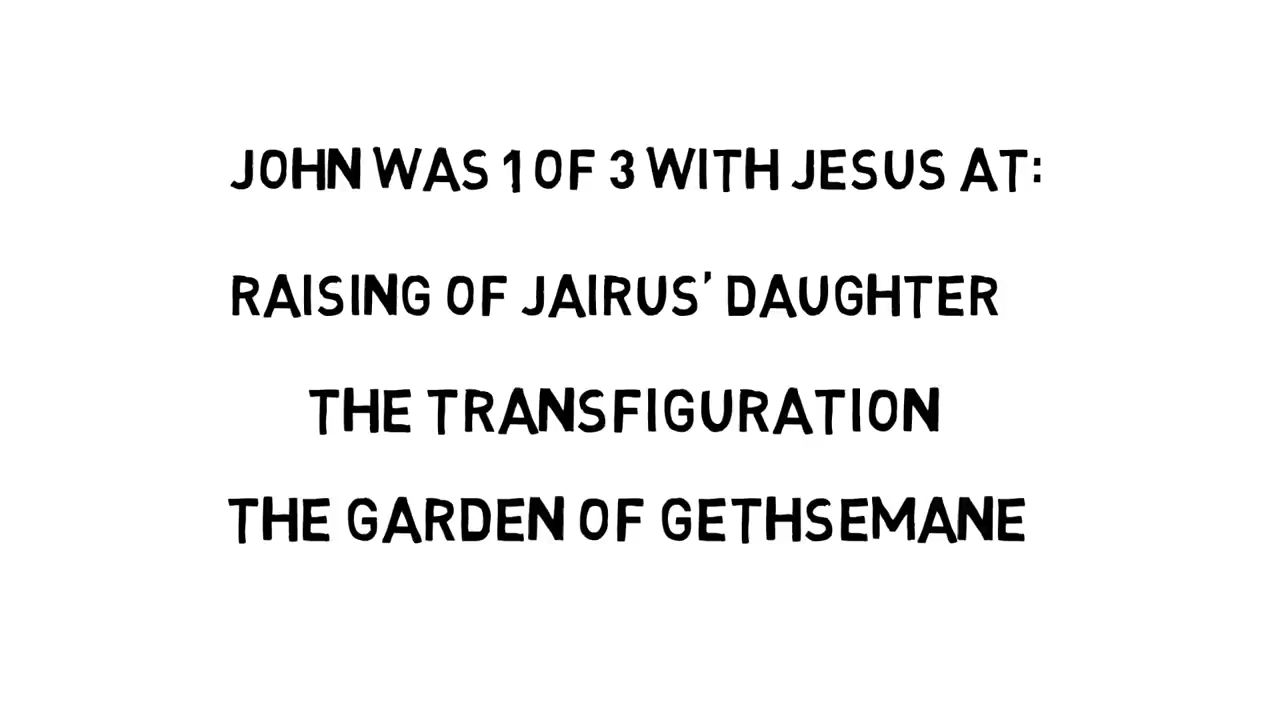 JOHN WAS 1 OF 3 WITH JESUS AT:
RAISING OF JAIRUS' DAUGHTER
THE TRANSFIGURATION
THE GARDEN OF GETHSEMANE